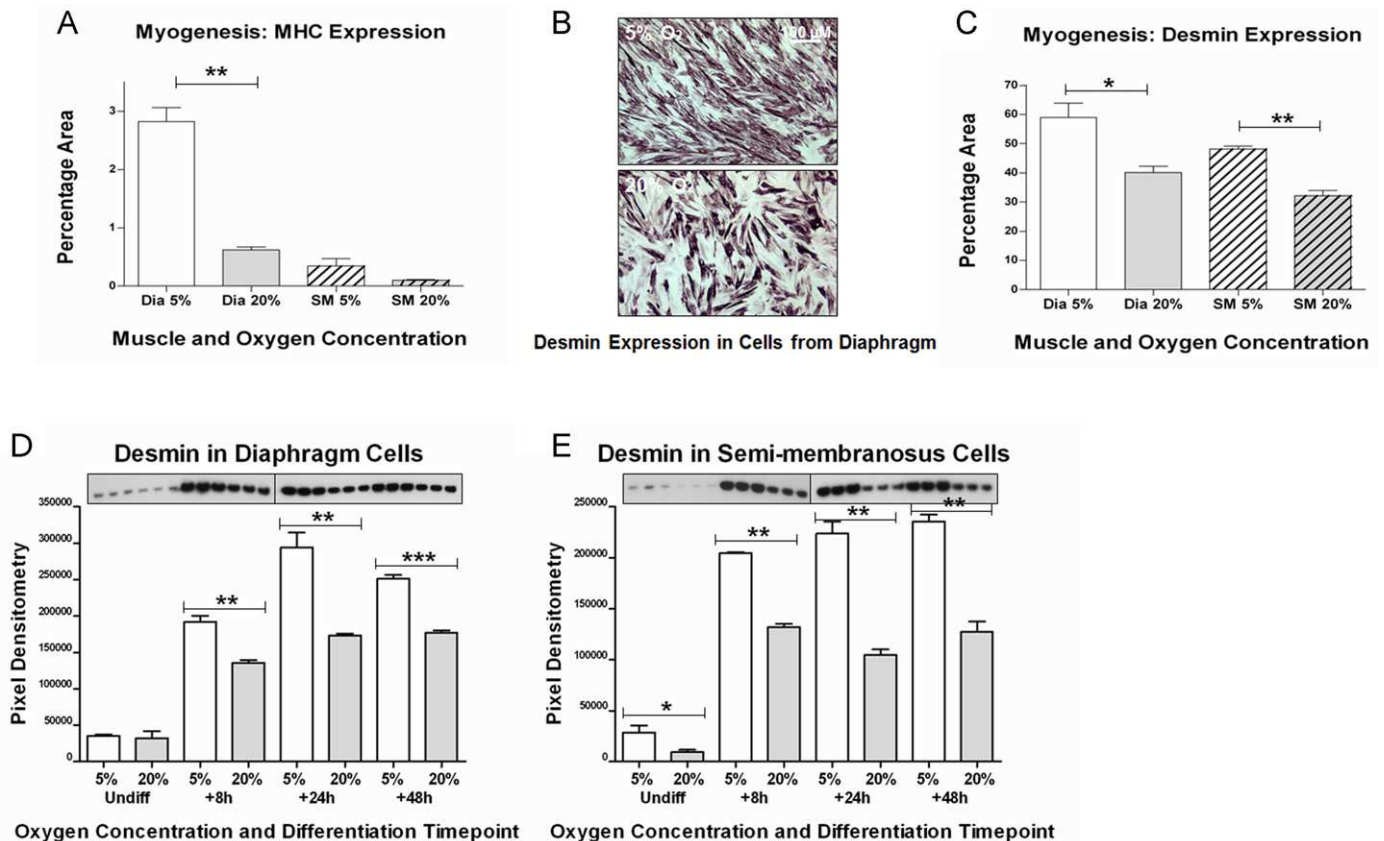 A
Myogenesis: MHC Expression
**
3
2
1
0
Percentage Area
Dia 5% Dia 20% SM 5% SM 20%
Muscle and Oxygen Concentration
B
5% O₂
100 µM
20% O₂
Desmin Expression in Cells from Diaphragm
C
Myogenesis: Desmin Expression
* **
70
60
50
40
30
20
10
0
Percentage Area
Dia 5% Dia 20% SM 5% SM 20%
Muscle and Oxygen Concentration
D
Desmin in Diaphragm Cells
350000
300000
250000
200000
150000
100000
50000
0
Pixel Densitometry
** ** ***
5% 20% 5% 20% 5% 20% 5% 20%
Undiff +8h +24h +48h
Oxygen Concentration and Differentiation Timepoint
E
Desmin in Semi-membranosus Cells
250000
200000
150000
100000
50000
0
Pixel Densitometry
* ** ** **
5% 20% 5% 20% 5% 20% 5% 20%
Undiff +8h +24h +48h
Oxygen Concentration and Differentiation Timepoint